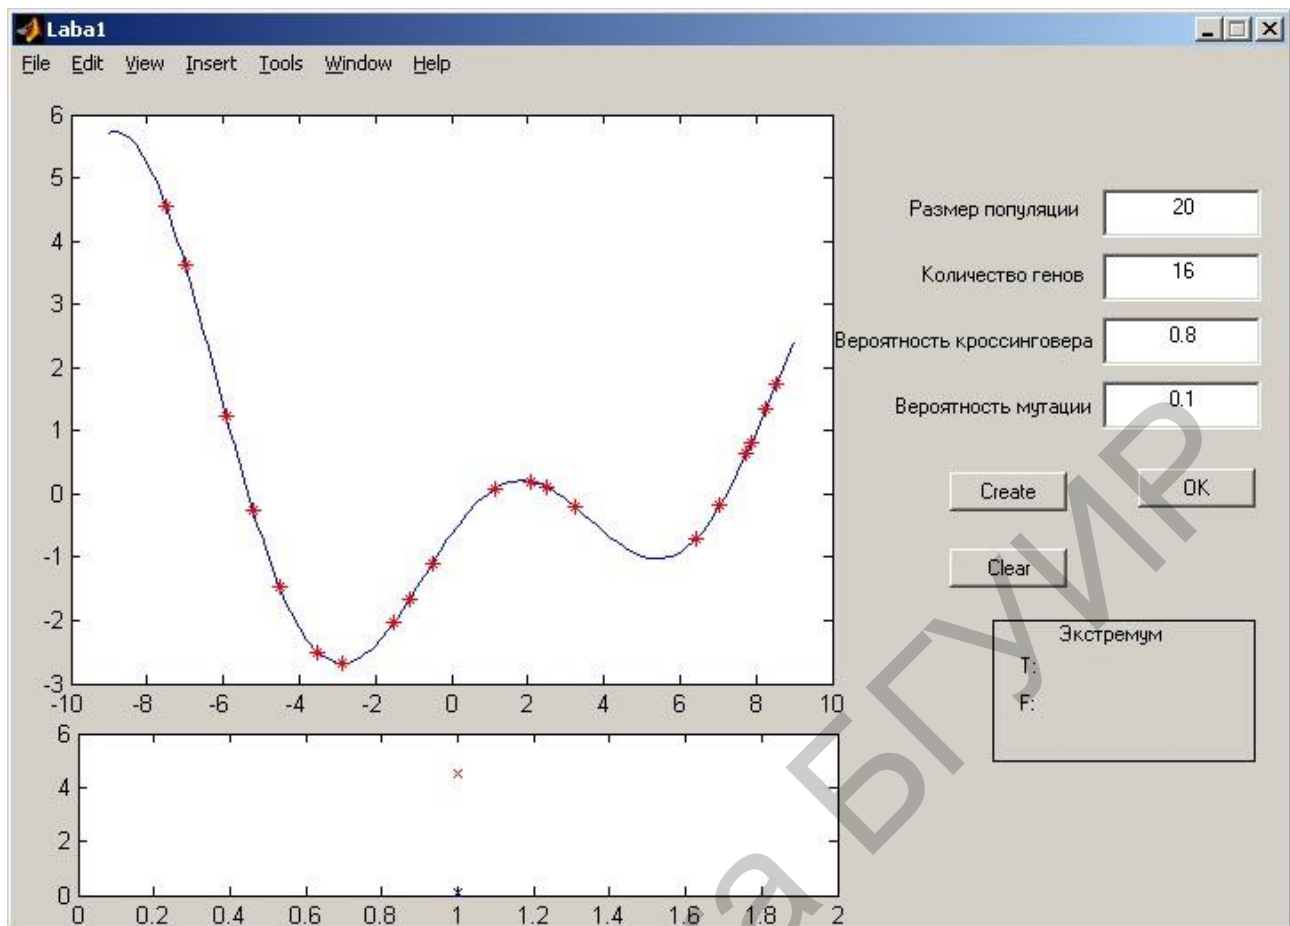 Laba1
File Edit View Insert Tools Window Help
6
5
4
3
2
1
0
-1
-2
-3
-10 -8 -6 -4 -2 0 2 4 6 8 10
6
4
2
0
0 0.2 0.4 0.6 0.8 1 1.2 1.4 1.6 1.8 2
Размер популяции 20
Количество генов 16
Вероятность кроссинговера 0.8
Вероятность мутации 0.1
Create OK
Clear
Экстремум
T:
F:
БГУИР